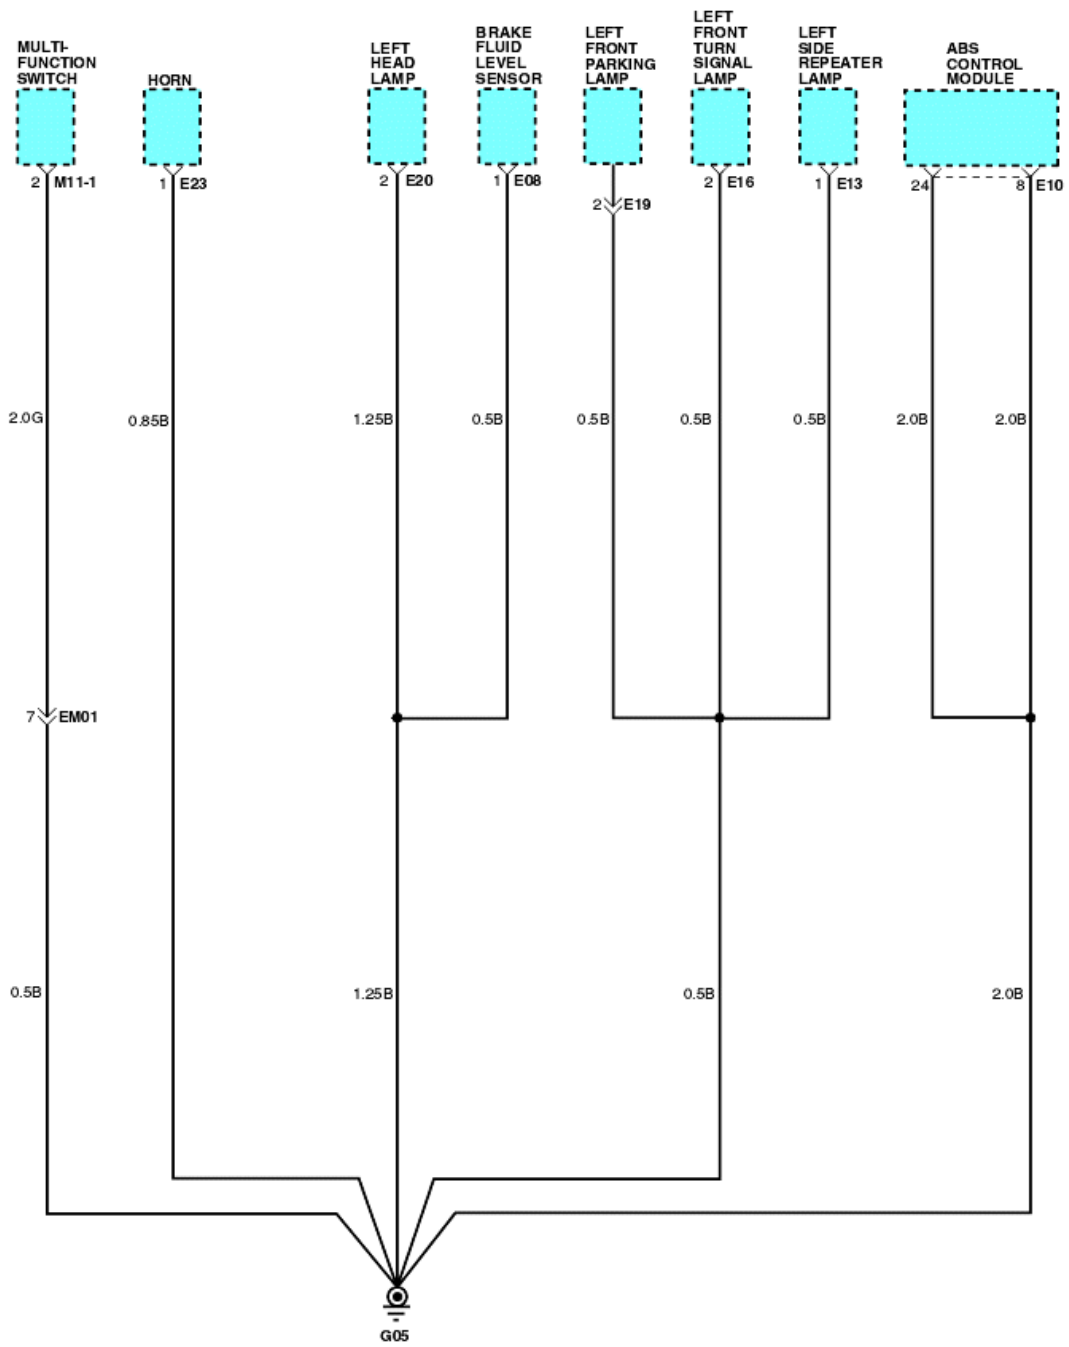 MULTI-
FUNCTION
SWITCH
HORN
LEFT
HEAD
LAMP
BRAKE
FLUID
LEVEL
SENSOR
LEFT
FRONT
PARKING
LAMP
LEFT
FRONT
TURN
SIGNAL
LAMP
LEFT
SIDE
REPEATER
LAMP
ABS
CONTROL
MODULE
2 M11-1
1 E23
2 E20
1 E08
2 E19
2 E16
1 E13
24
8 E10
2.0G
0.85B
1.25B
0.5B
0.5B
0.5B
0.5B
2.0B
2.0B
7 EM01
0.5B
1.25B
0.5B
2.0B
G05